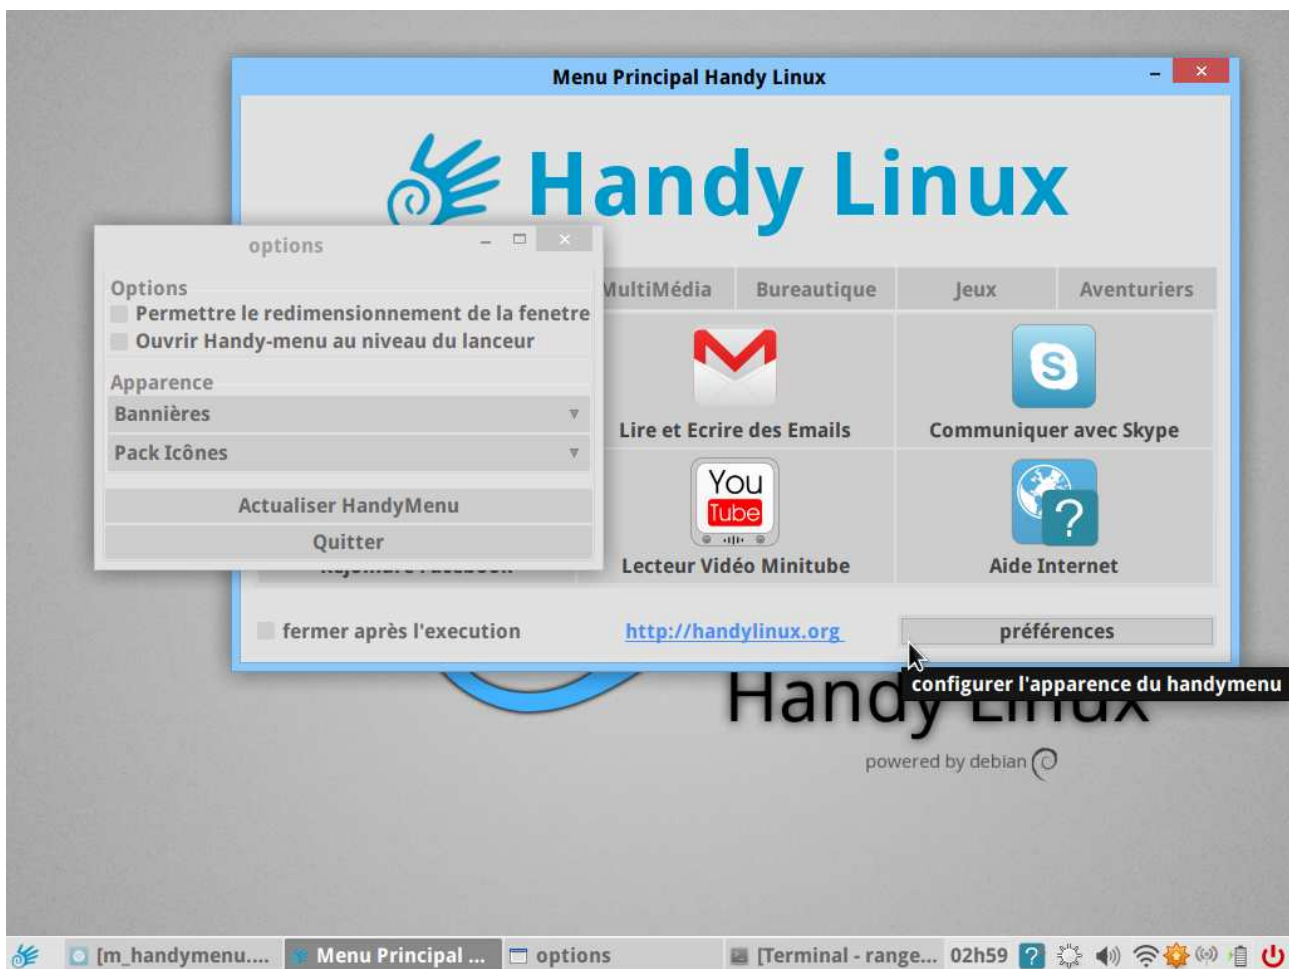 Menu Principal Handy Linux
Handy Linux
options
Options
Permettre le redimensionnement de la fenetre
Ouvrir Handy-menu au niveau du lanceur
Apparence
Bannières
Pack Icônes
Actualiser HandyMenu
Quitter
MultiMédia
Bureautique
Jeux
Aventuriers
Lire et Ecrire des Emails
Communiquer avec Skype
You
Tube
Lecteur Vidéo Minitube
Aide Internet
fermer après l'execution
http://handylinux.org
préférences
configurer l'apparence du handymenu
Handy Linux
powered by debian
[m_handymenu....
Menu Principal ...
options
[Terminal - range...
02h59